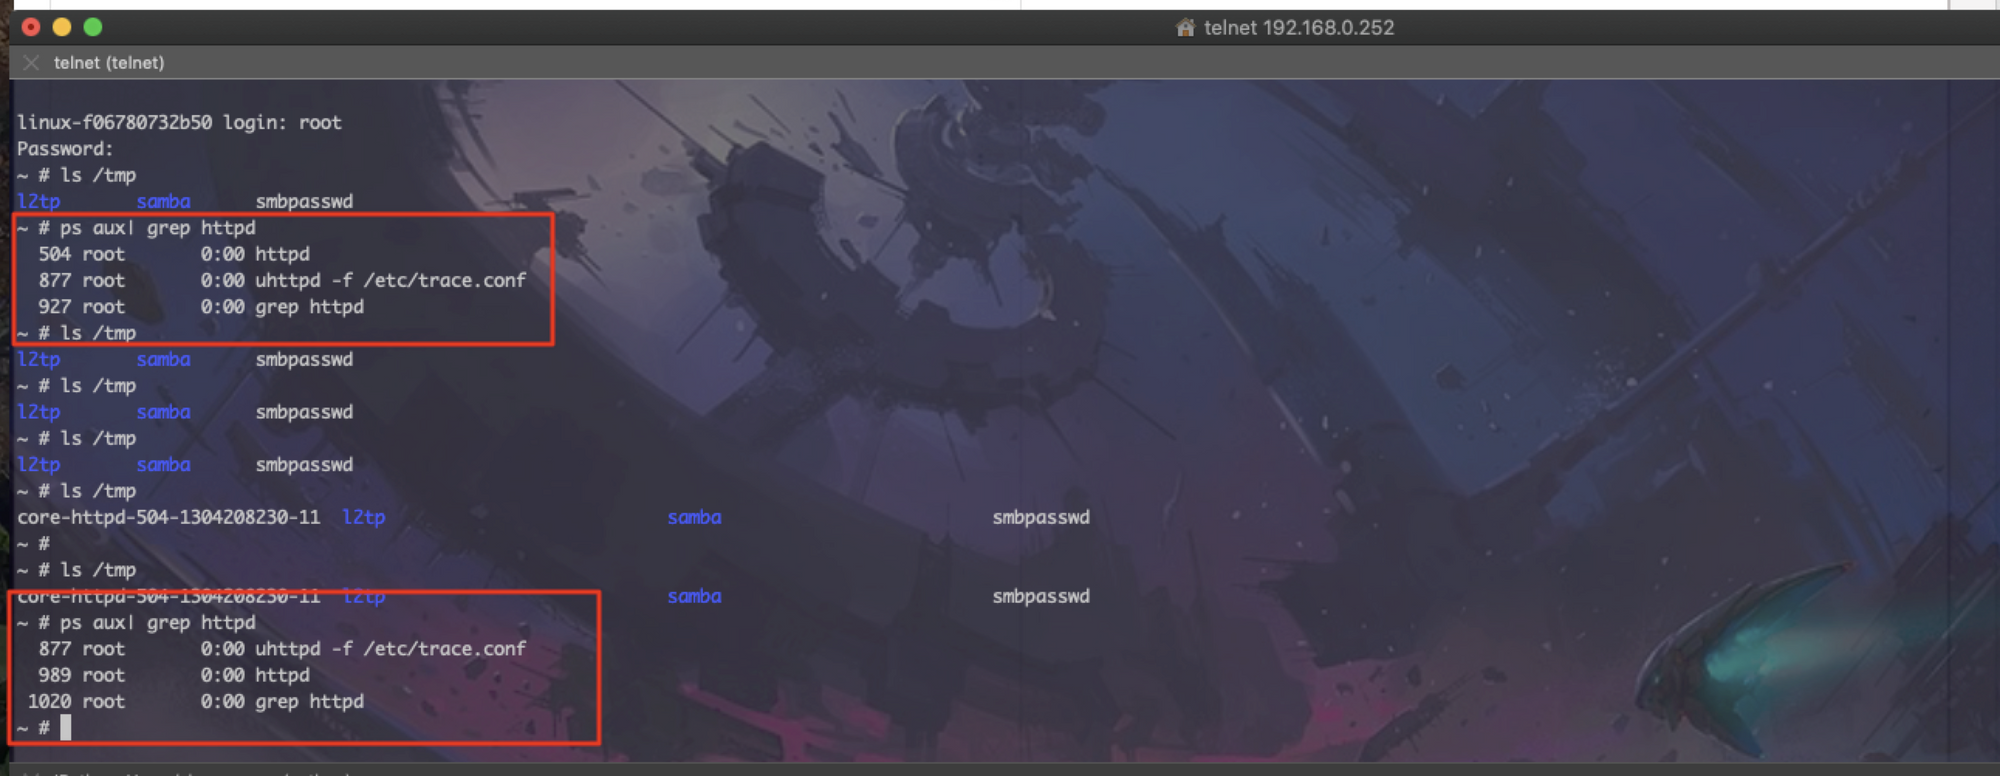 telnet 192.168.0.252
telnet (telnet)
linux-f06780732b50 login: root
Password:
~ # ls /tmp
l2tp samba smbpasswd
~ # ps aux| grep httpd
504 root 0:00 httpd
877 root 0:00 uhttpd -f /etc/trace.conf
927 root 0:00 grep httpd
~ # ls /tmp
l2tp samba smbpasswd
~ # ls /tmp
l2tp samba smbpasswd
~ # ls /tmp
l2tp samba smbpasswd
~ # ls /tmp
core-httpd-504-1304208230-11 l2tp samba smbpasswd
~ #
~ # ls /tmp
core-httpd-504-1304208230-11 l2tp samba smbpasswd
~ # ps aux| grep httpd
877 root 0:00 uhttpd -f /etc/trace.conf
989 root 0:00 httpd
1020 root 0:00 grep httpd
~ #